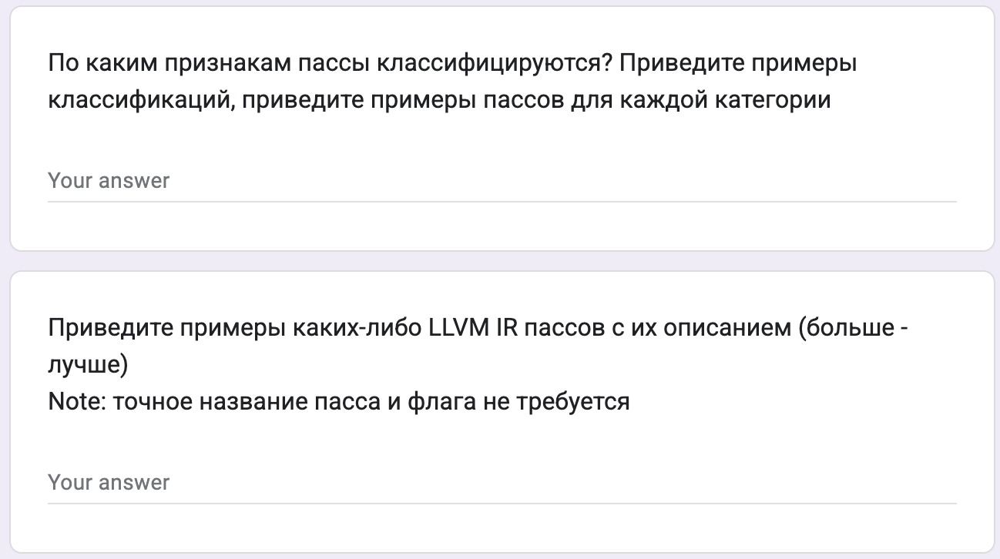 По каким признакам пассы классифицируются? Приведите примеры
классификаций, приведите примеры пассов для каждой категории
Your answer
Приведите примеры каких-либо LLVM IR пассов с их описанием (больше -
лучше)
Note: точное название пасса и флага не требуется
Your answer